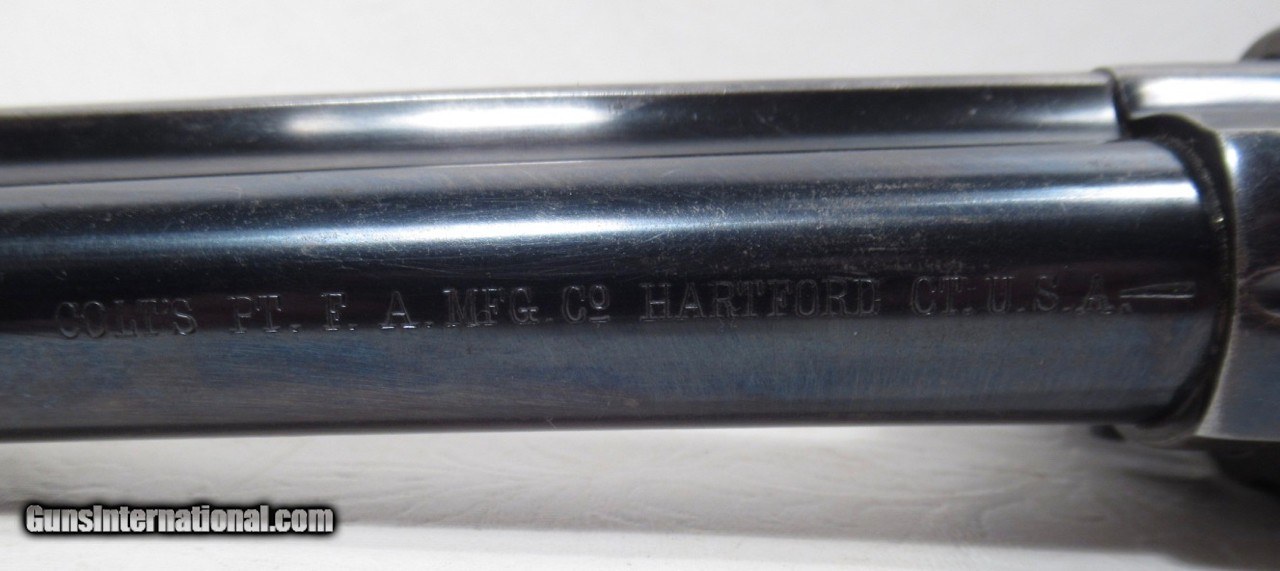 COLT'S PT. F. A. MFG. Co HARTFORD CT. U.S.A.—
GunsInternational.com